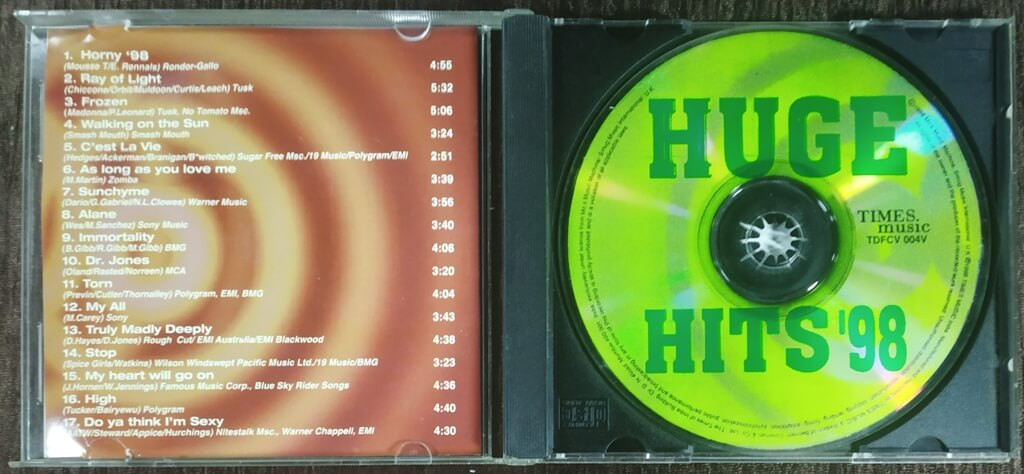 1. Horny '98
(Mousse T/E. Rennals) Rondor-Gallo 4:55
2. Ray of Light
(Chiccone/Orbit/Muldoon/Curtis/Leach) Tusk 5:32
3. Frozen
(Madonna/P.Leonard) Tusk, No Tomato Msc. 5:06
4. Walking on the Sun
(Smash Mouth) Smash Mouth 3:24
5. C'est La Vie
(Hedges/Ackerman/Branigan/B*witched) Sugar Free Msc./19 Music/Polygram/EMI 2:51
6. As long as you love me
(M.Martin) Zomba 3:39
7. Sunchyme
(Dario/G.Gabriel/N.L.Clowes) Warner Music 3:56
8. Alane
(Wes/M.Sanchez) Sony Music 3:40
9. Immortality
(B.Gibb/R.Gibb/M.Gibb) BMG 4:08
10. Dr. Jones
(Oland/Rasted/Norreen) MCA 3:20
11. Torn
(Previn/Cutler/Thornalley) Polygram, EMI, BMG 4:04
12. My All
(M.Carey) Sony 3:43
13. Truly Madly Deeply
(D.Hayes/D.Jones) Rough Cut/ EMI Australia/EMI Blackwood 4:38
14. Stop
(Spice Girls/Watkins) Wilson Windswept Pacific Music Ltd./19 Music/BMG 3:23
15. My heart will go on
(J.Horner/W.Jennings) Famous Music Corp., Blue Sky Rider Songs 4:36
16. High
(Tucker/Bairyewu) Polygram 4:40
17. Do ya think I'm Sexy
/Steward/Appice/Hurchings) Nitestalk Msc., Warner Chappell, EMI 4:30
HUGE
TIMES.
music
TDFCV 004V
HITS '98